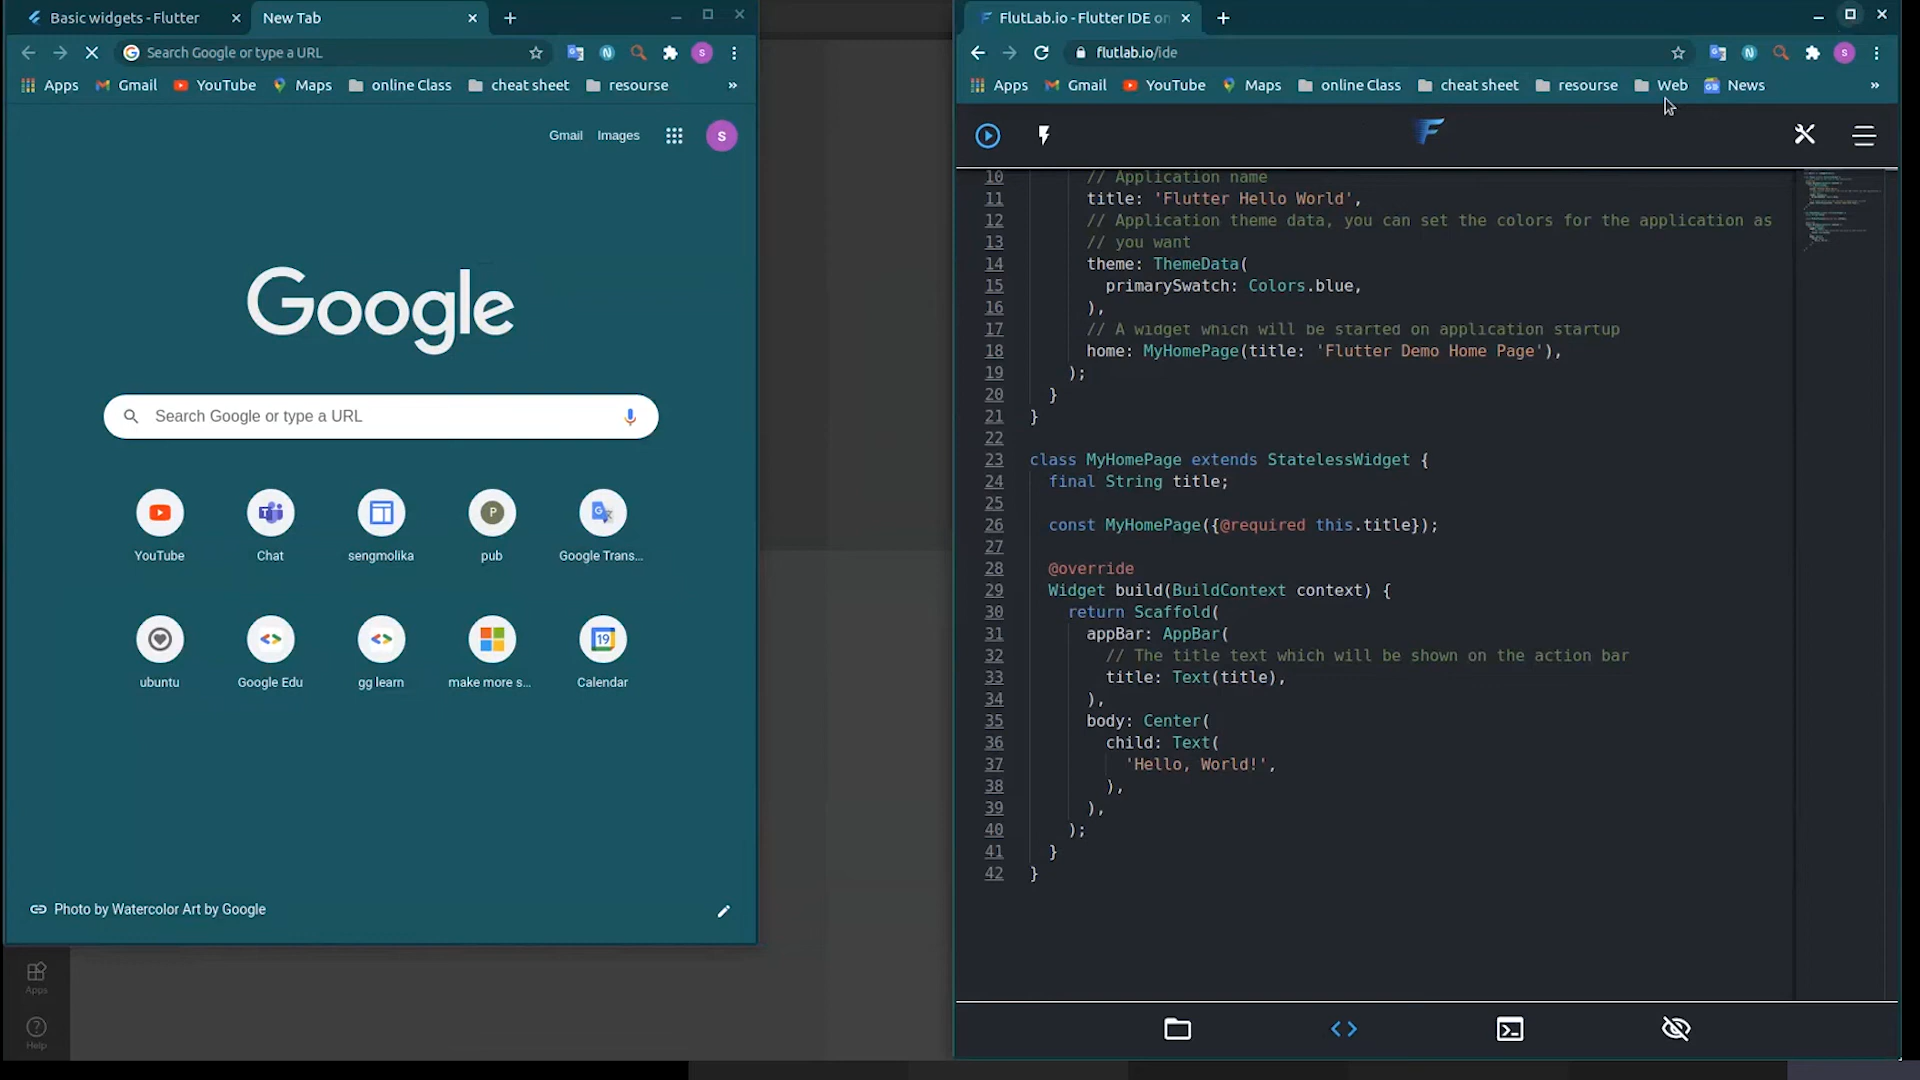 Basic widgets - Flutter
New Tab
Search Google or type a URL
Apps
Gmail
YouTube
Maps
online Class
cheat sheet
resourse
»
Gmail
Images
S
Google
Search Google or type a URL
YouTube
Chat
sengmolika
P
pub
Google Trans...
ubuntu
Google Edu
gg learn
make more s...
19
Calendar
Photo by Watercolor Art by Google
Apps
Help
FlutLab.io - Flutter IDE on
flutlab.io/ide
Apps
Gmail
YouTube
Maps
online Class
cheat sheet
resourse
Web
News
»
10 // Application name
11 title: 'Flutter Hello World',
12 // Application theme data, you can set the colors for the application as
13 // you want
14 theme: ThemeData(
15 primarySwatch: Colors.blue,
16 ),
17 // A widget which will be started on application startup
18 home: MyHomePage(title: 'Flutter Demo Home Page'),
19 );
20 }
21 }
22
23 class MyHomePage extends StatelessWidget {
24 final String title;
25
26 const MyHomePage({@required this.title});
27
28 @override
29 Widget build(BuildContext context) {
30 return Scaffold(
31 appBar: AppBar(
32 // The title text which will be shown on the action bar
33 title: Text(title),
34 ),
35 body: Center(
36 child: Text(
37 'Hello, World!',
38 ),
39 ),
40 );
41 }
42 }